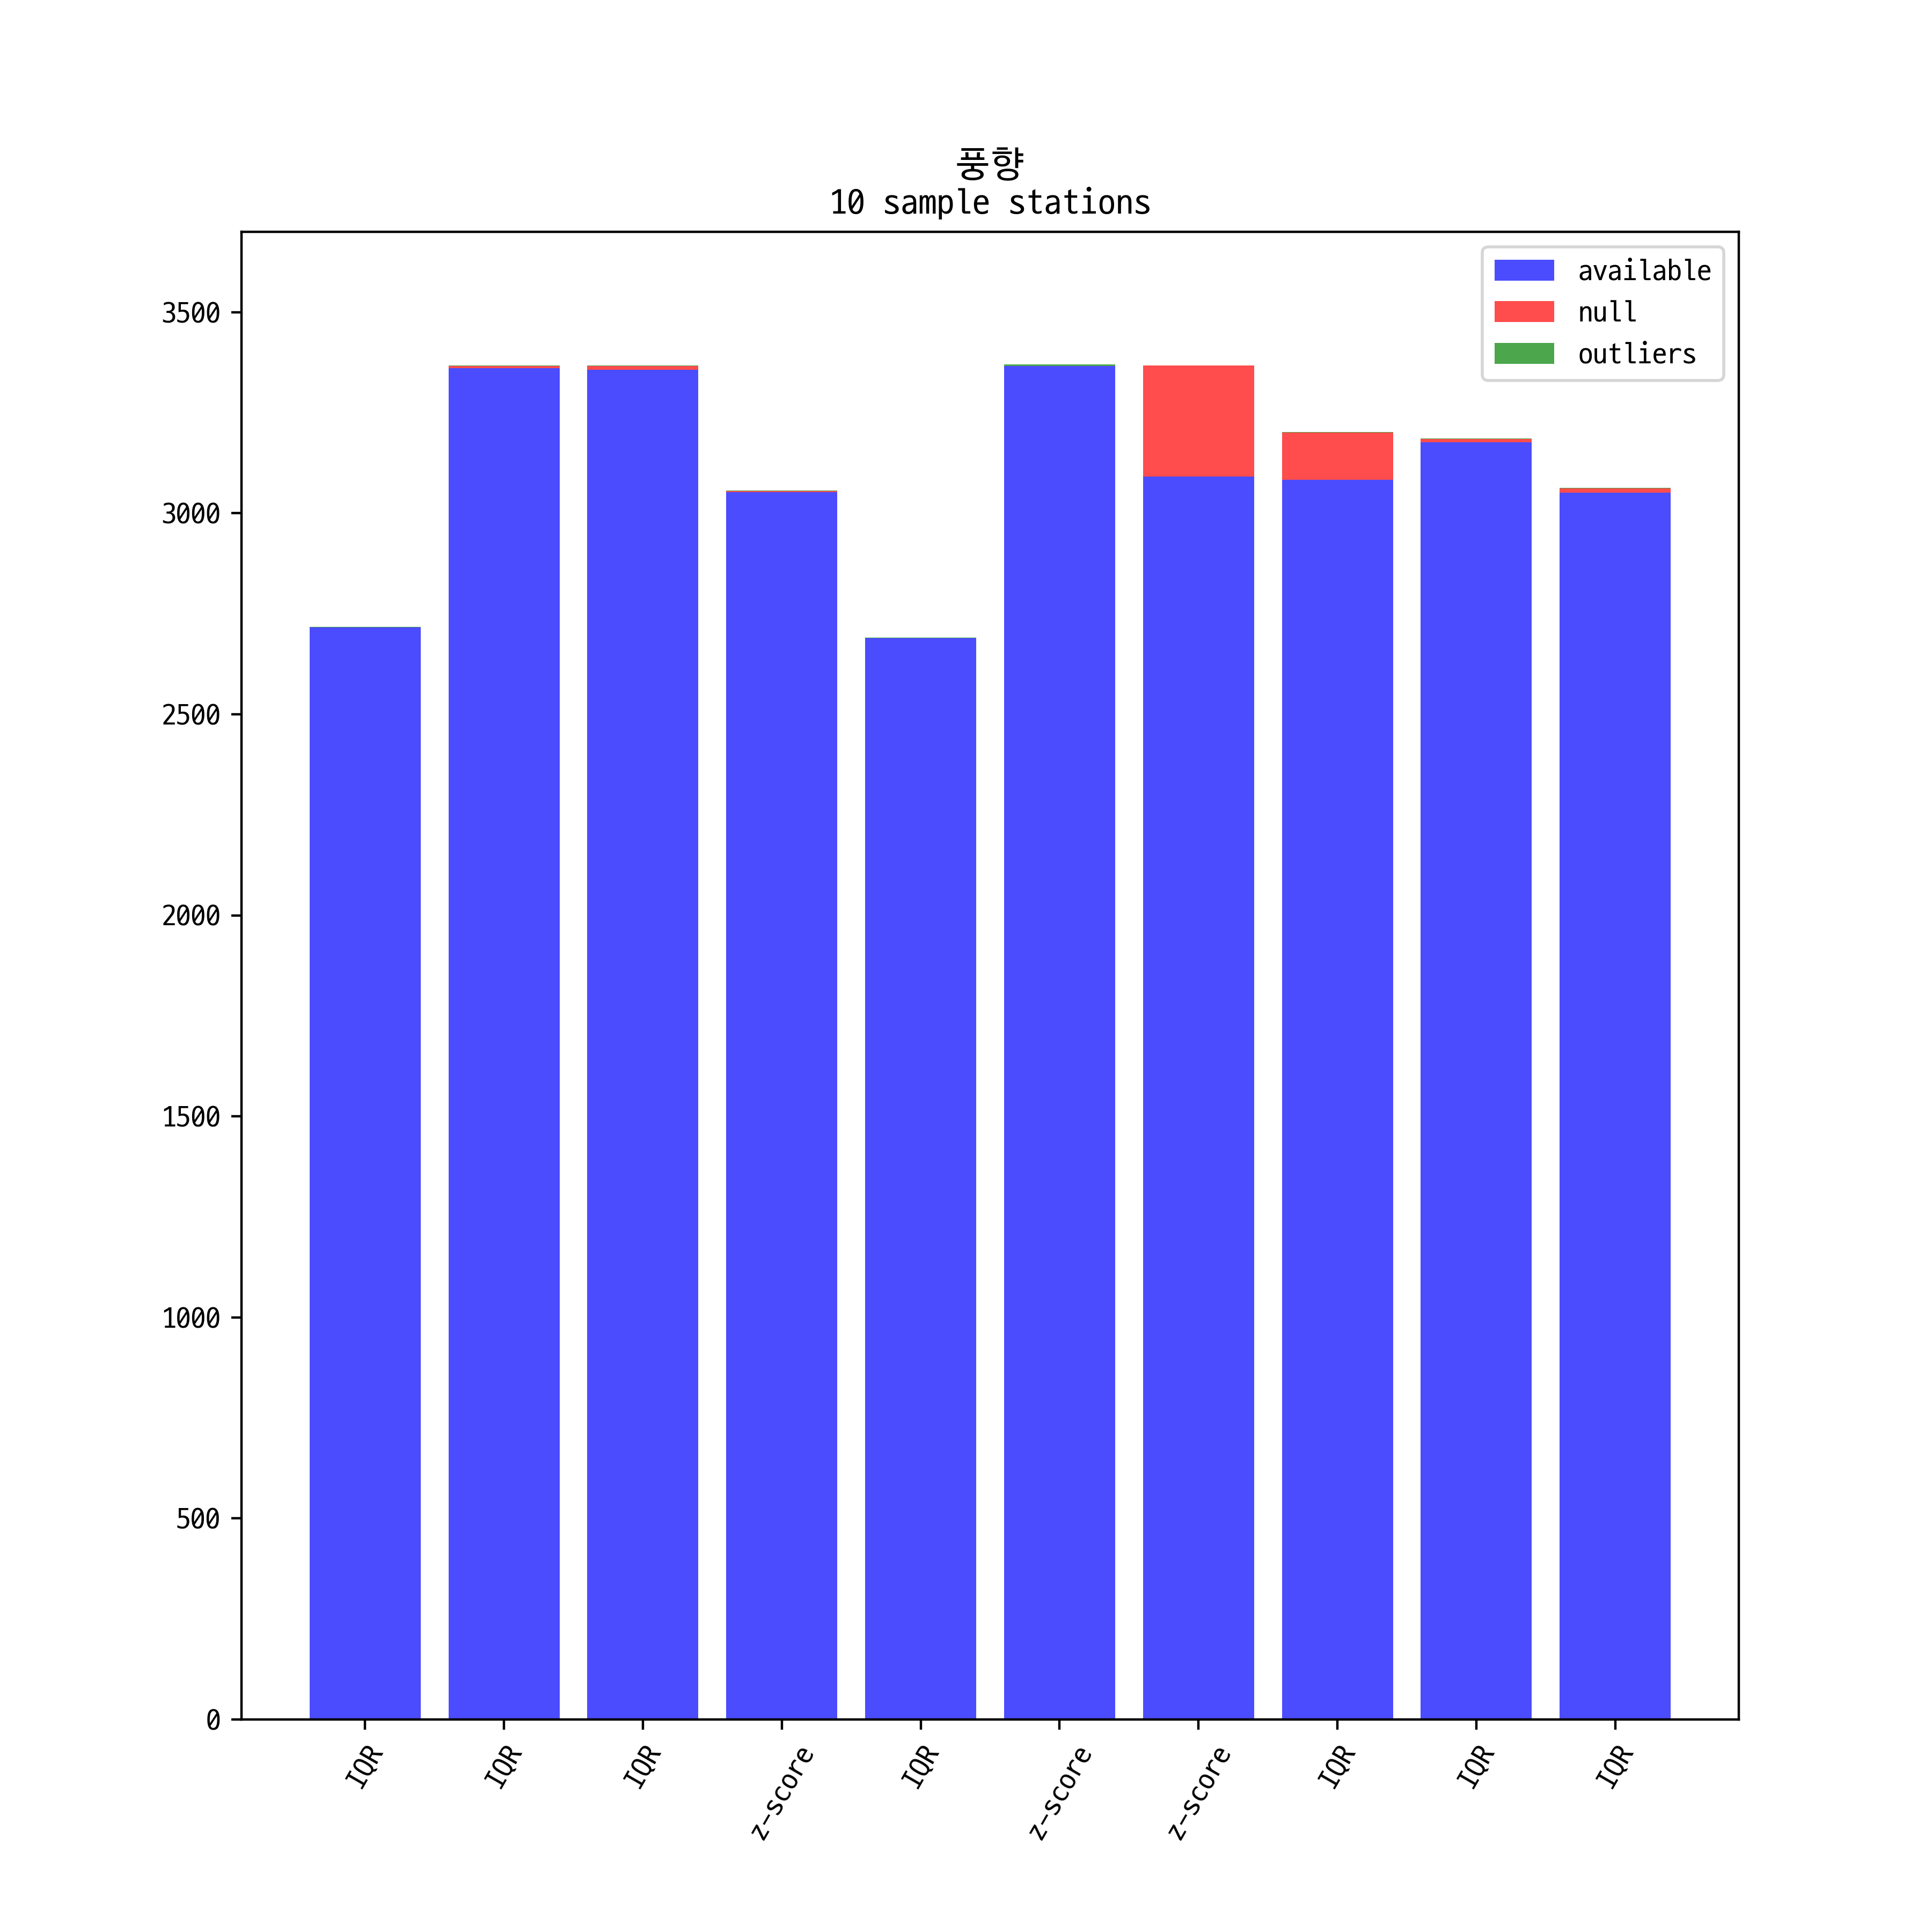 풍향
10 sample stations
available
null
outliers
3500
3000
2500
2000
1500
1000
500
0
IQR
IQR
IQR
z-score
IQR
z-score
z-score
IQR
IQR
IQR